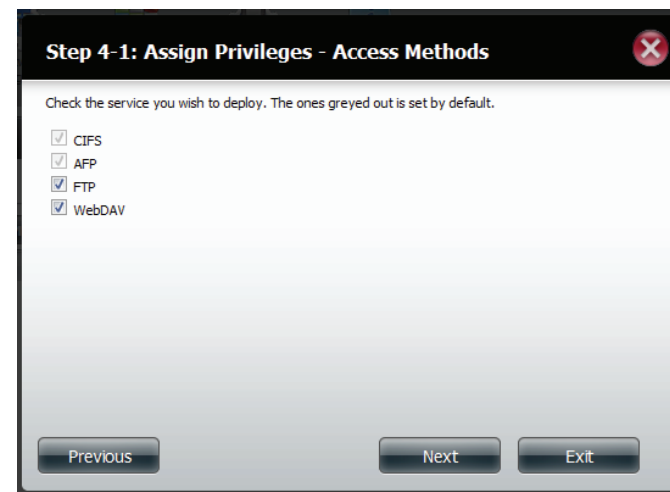 Step 4-1: Assign Privileges - Access Methods
Check the service you wish to deploy. The ones greyed out is set by default.
CIFS
AFP
FTP
WebDAV
Previous
Next
Exit